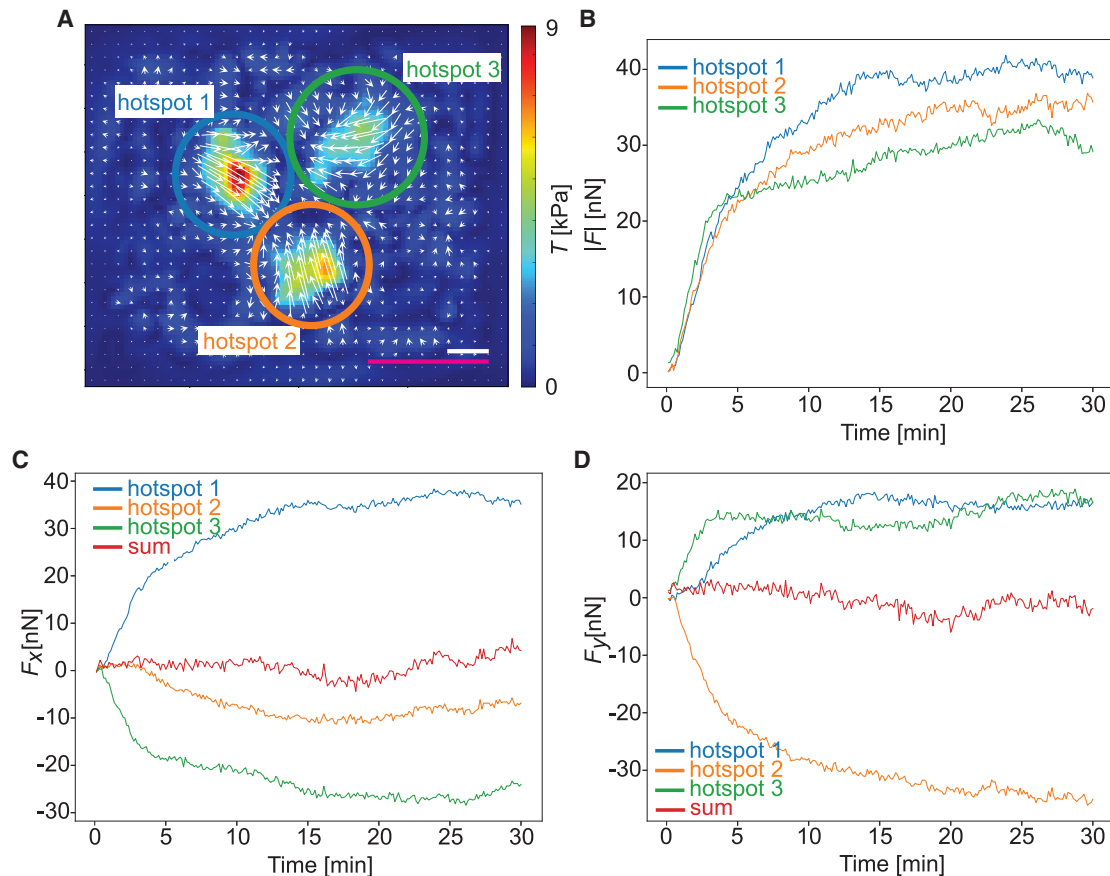 A
9
hotspot 3
hotspot 1
hotspot 2
T [kPa]
0
B
hotspot 1
hotspot 2
hotspot 3
40
30
20
10
0
|F| [nN]
0 5 10 15 20 25 30
Time [min]
C
hotspot 1
hotspot 2
hotspot 3
sum
40
30
20
10
0
-10
-20
-30
Fx[nN]
0 5 10 15 20 25 30
Time [min]
D
20
10
0
-10
-20
-30
Fy[nN]
hotspot 1
hotspot 2
hotspot 3
sum
0 5 10 15 20 25 30
Time [min]